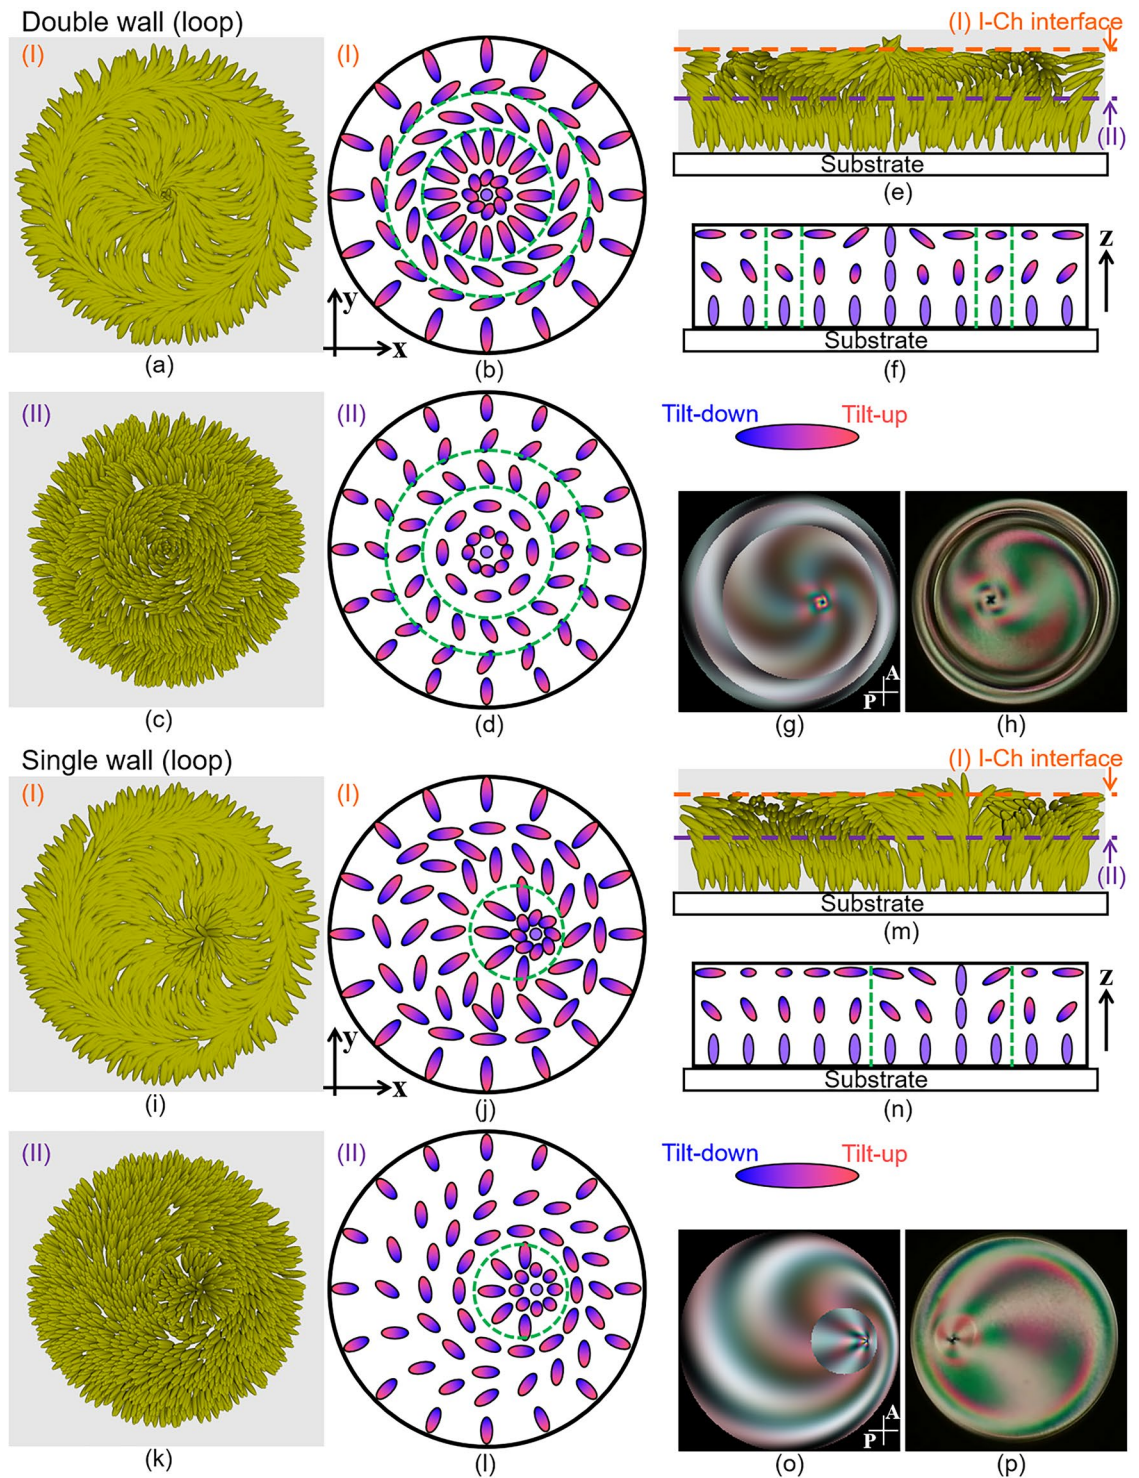 Double wall (loop)
(I)
(I)
(I) I-Ch interface
(II)
Substrate
(e)
y
x
z
Substrate
(a)
(b)
(f)
(II)
(II)
Tilt-down
Tilt-up
A
P
(c)
(d)
(g)
(h)
Single wall (loop)
(I)
(I)
(I) I-Ch interface
(II)
Substrate
(m)
y
x
z
Substrate
(i)
(j)
(n)
(II)
(II)
Tilt-down
Tilt-up
A
P
(k)
(l)
(o)
(p)